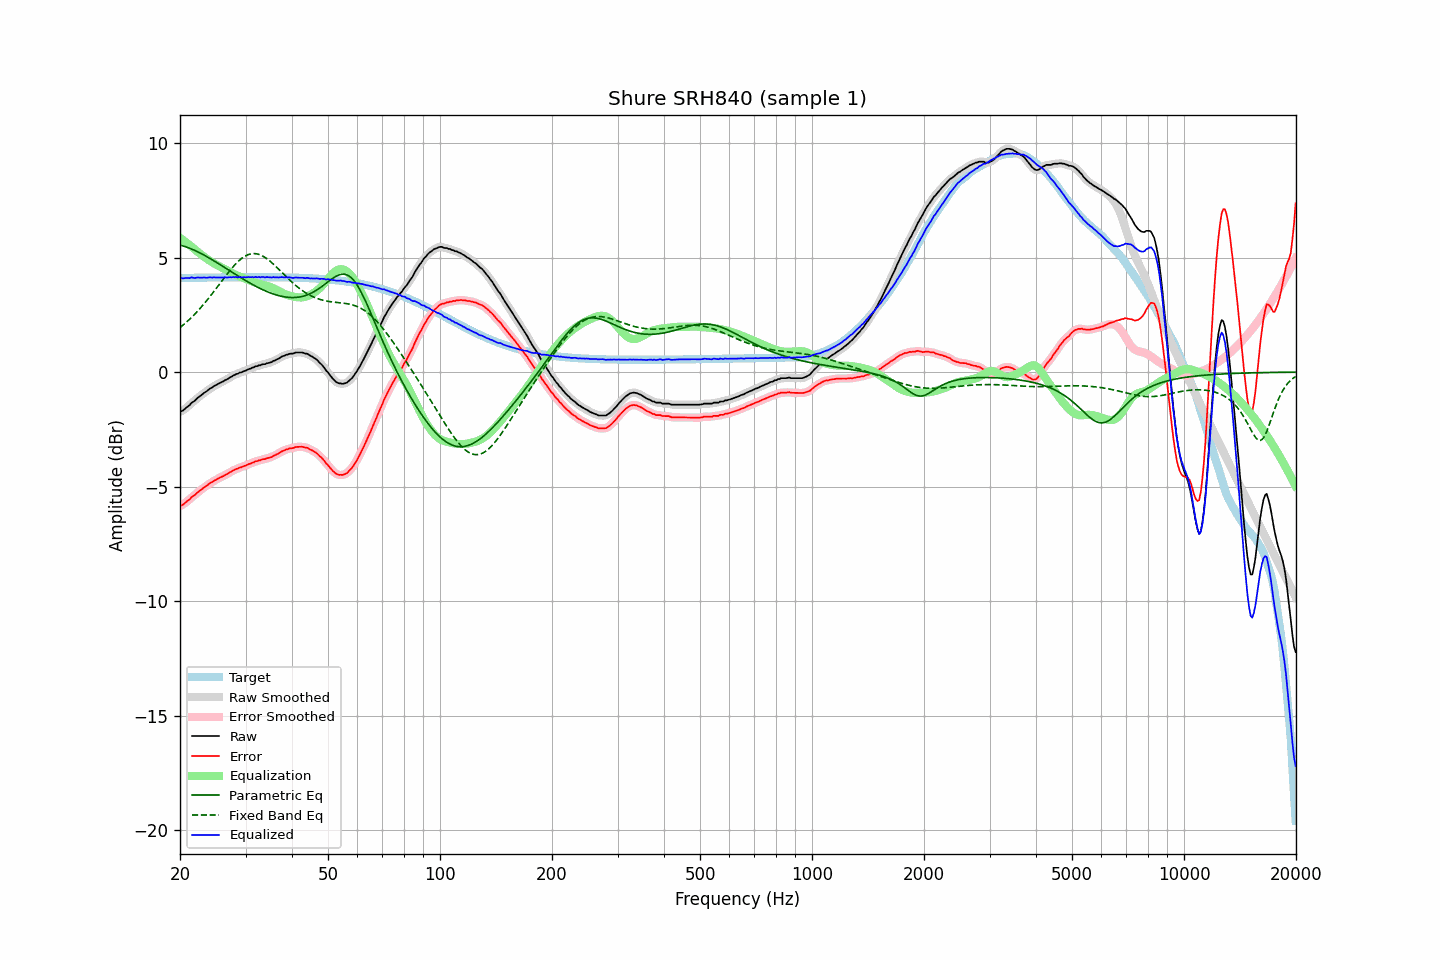 Shure SRH840 (sample 1)
10
5
0
−5
−10
−15
−20
Amplitude (dBr)
Target
Raw Smoothed
Error Smoothed
Raw
Error
Equalization
Parametric Eq
Fixed Band Eq
Equalized
20 50 100 200 500 1000 2000 5000 10000 20000
Frequency (Hz)